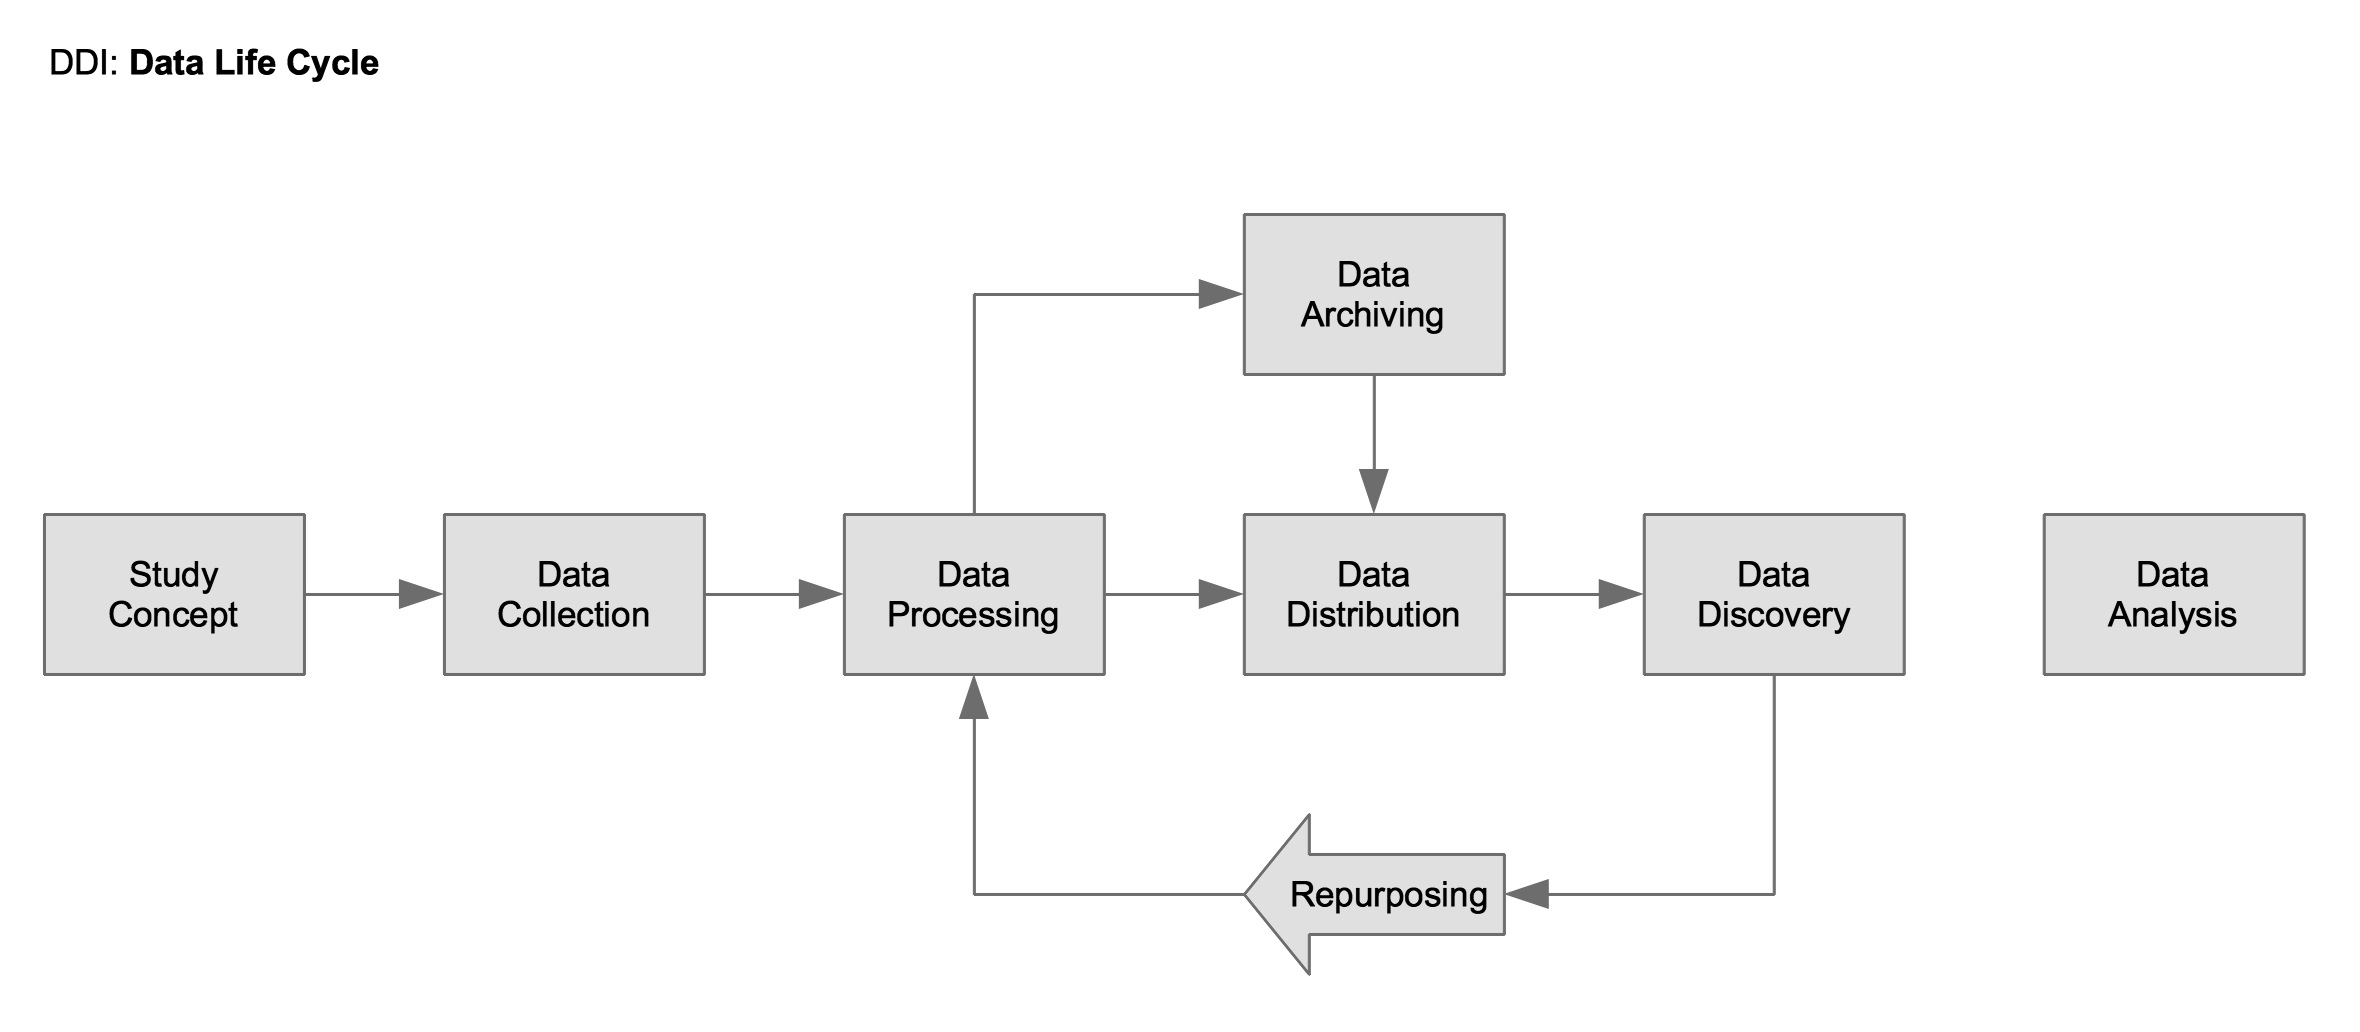 DDI: Data Life Cycle
Data
Archiving
Study
Concept
Data
Collection
Data
Processing
Data
Distribution
Data
Discovery
Data
Analysis
Repurposing